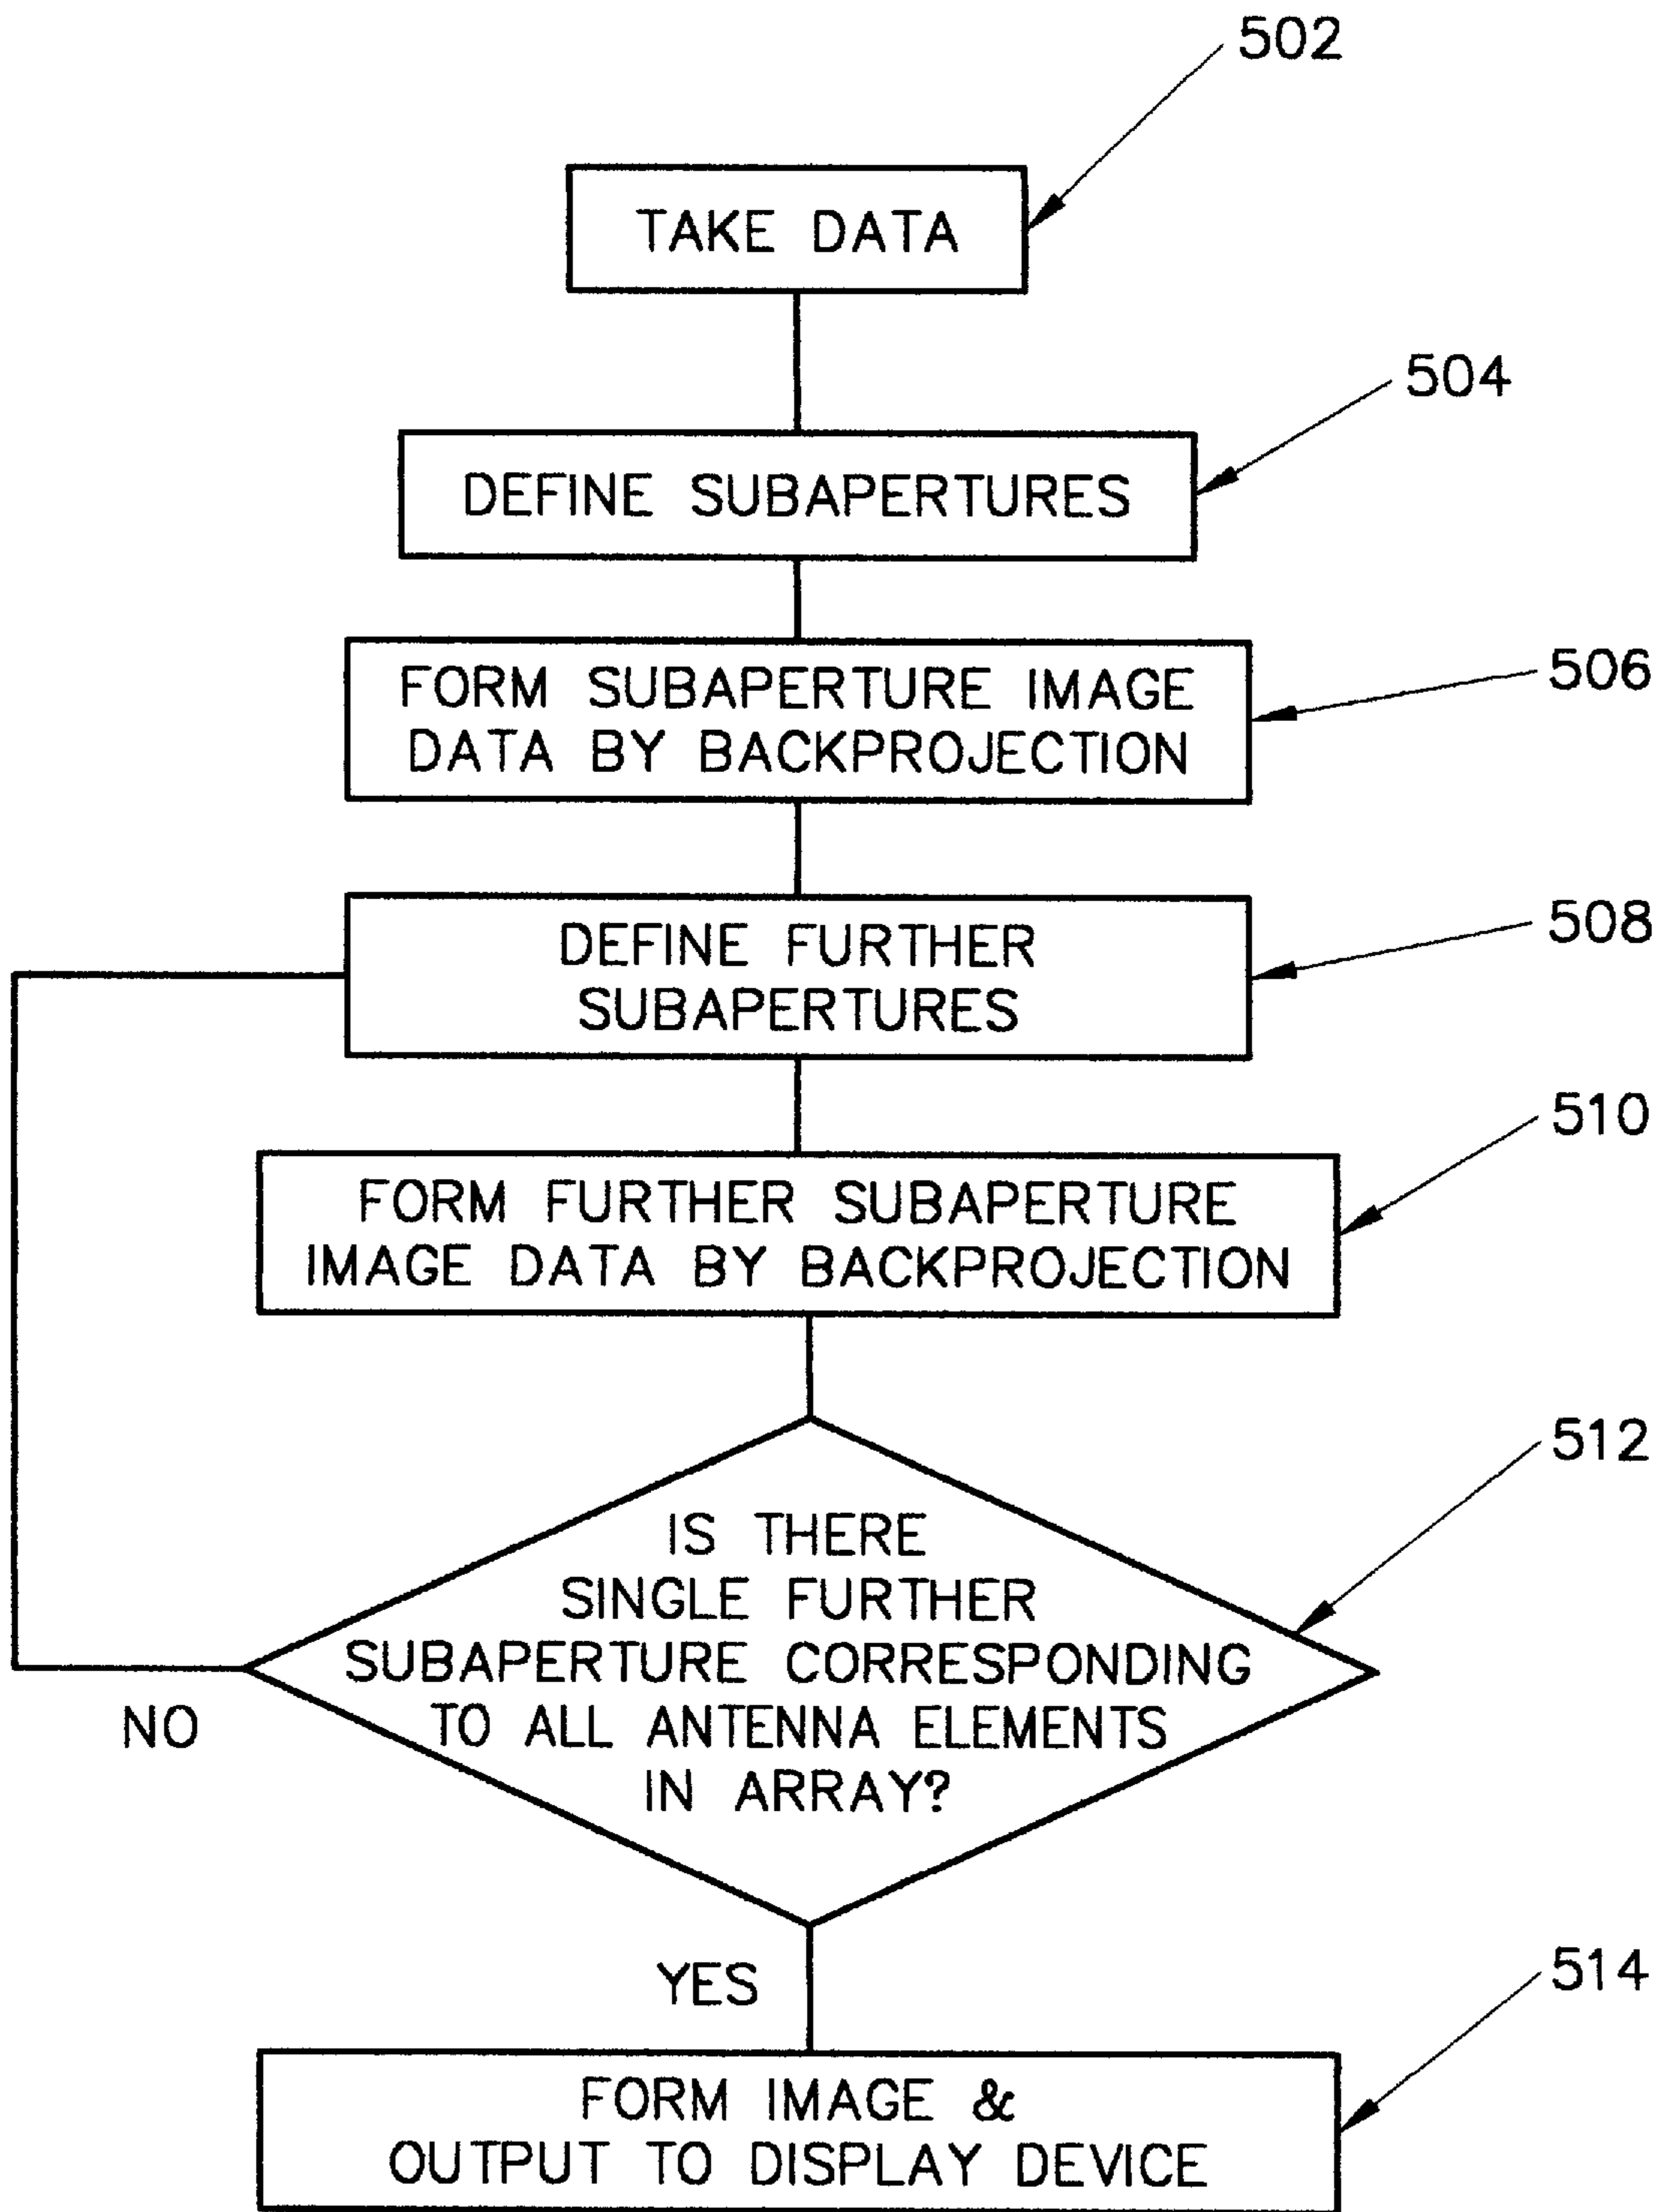 502
TAKE DATA
504
DEFINE SUBAPERTURES
506
FORM SUBAPERTURE IMAGE
DATA BY BACKPROJECTION
508
DEFINE FURTHER
SUBAPERTURES
510
FORM FURTHER SUBAPERTURE
IMAGE DATA BY BACKPROJECTION
512
IS THERE
SINGLE FURTHER
SUBAPERTURE CORRESPONDING
TO ALL ANTENNA ELEMENTS
IN ARRAY?
NO
YES
514
FORM IMAGE &
OUTPUT TO DISPLAY DEVICE